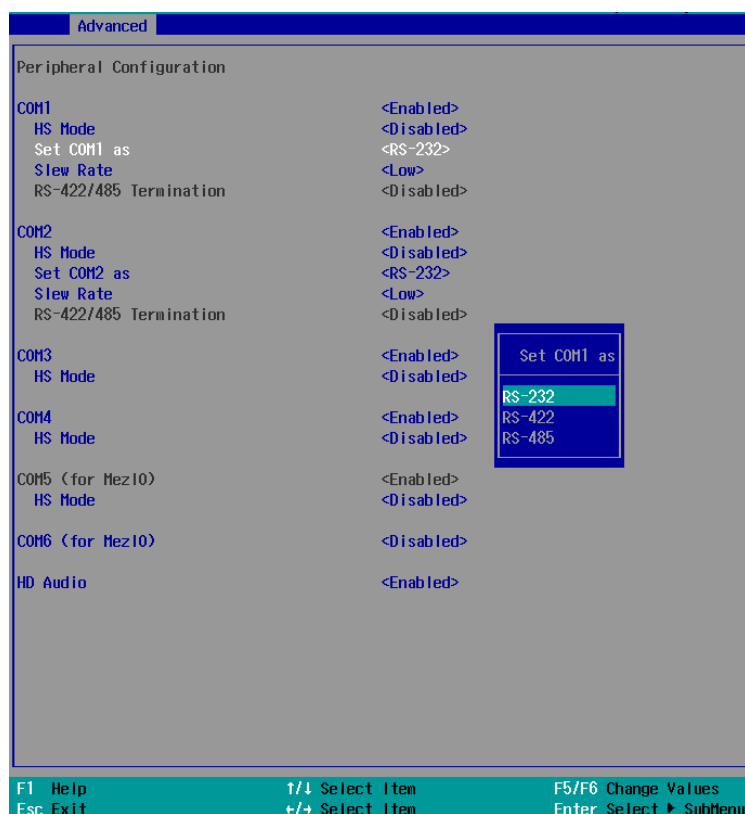 Advanced
Peripheral Configuration
COM1 <Enabled>
HS Mode <Disabled>
Set COM1 as <RS-232>
Slew Rate <Low>
RS-422/485 Termination <Disabled>
COM2 <Enabled>
HS Mode <Disabled>
Set COM2 as <RS-232>
Slew Rate <Low>
RS-422/485 Termination <Disabled>
COM3 <Enabled>
HS Mode <Disabled>
COM4 <Enabled>
HS Mode <Disabled>
COM5 (for MezIO) <Enabled>
HS Mode <Disabled>
COM6 (for MezIO) <Disabled>
HD Audio <Enabled>
Set COM1 as
RS-232
RS-422
RS-485
F1 Help ↑/↓ Select Item F5/F6 Change Values
Esc Exit ←/→ Select Item Enter Select ▶ SubMenu